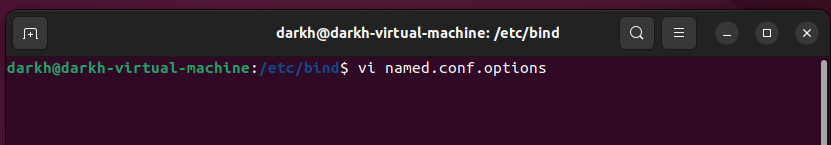 darkh@darkh-virtual-machine: /etc/bind
darkh@darkh-virtual-machine:/etc/bind$ vi named.conf.options